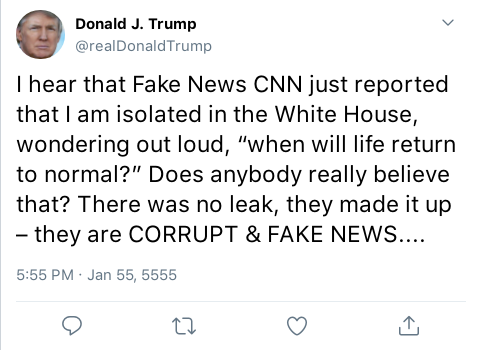 Donald J. Trump
@realDonaldTrump
I hear that Fake News CNN just reported
that I am isolated in the White House,
wondering out loud, “when will life return
to normal?” Does anybody really believe
that? There was no leak, they made it up
– they are CORRUPT & FAKE NEWS....
5:55 PM · Jan 55, 5555